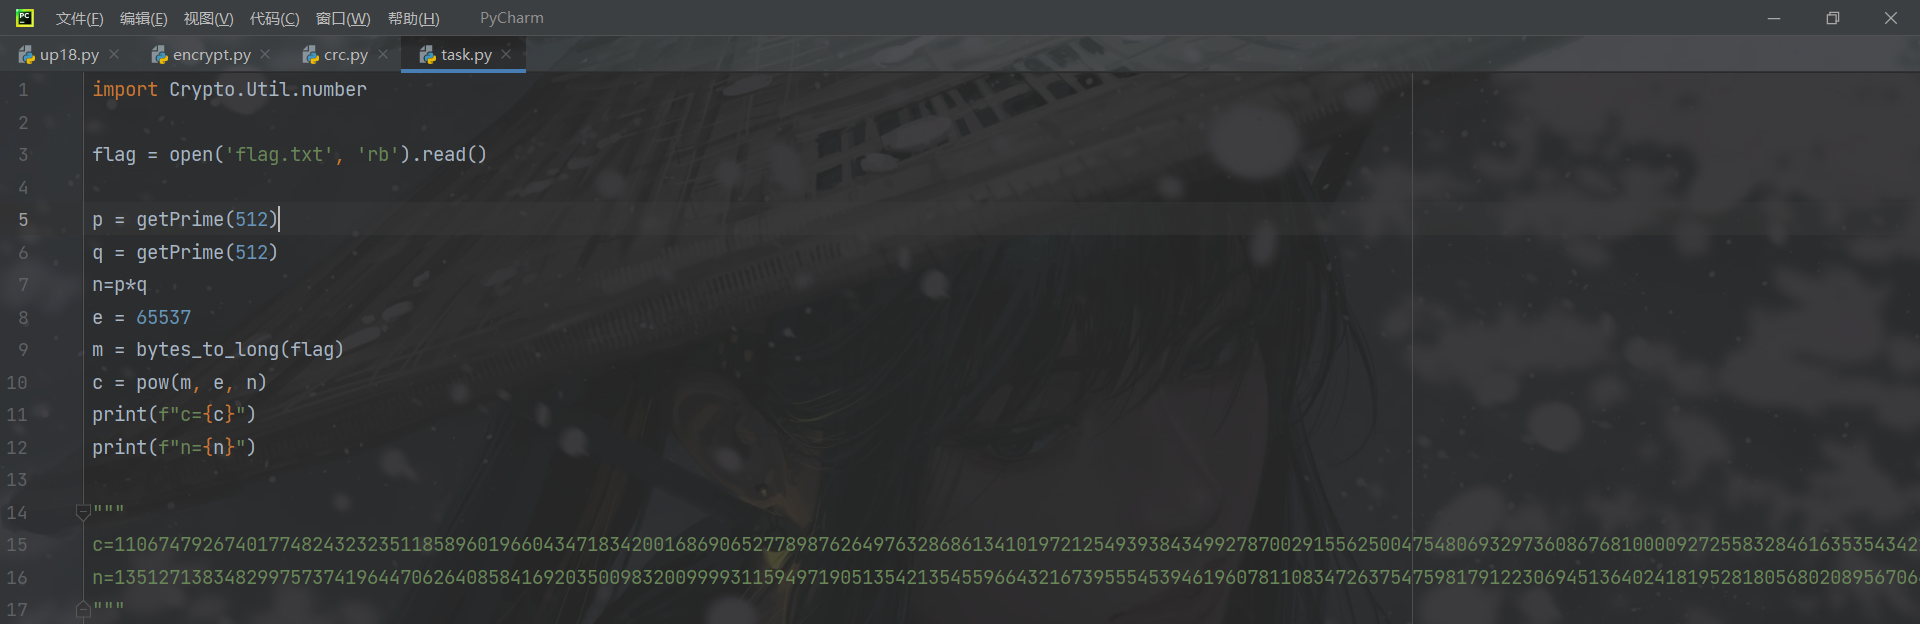 PC 文件(F) 编辑(E) 视图(V) 代码(C) 窗口(W) 帮助(H) PyCharm
up18.py encrypt.py crc.py task.py
1 import Crypto.Util.number
2
3 flag = open('flag.txt', 'rb').read()
4
5 p = getPrime(512)
6 q = getPrime(512)
7 n=p*q
8 e = 65537
9 m = bytes_to_long(flag)
10 c = pow(m, e, n)
11 print(f"c={c}")
12 print(f"n={n}")
13
14 """
15 c=110674792674017748243232351185896019660434718342001686906527789876264976328686134101972125493938434992787002915562500475480693297360867681000092725583284616353543422
16 n=135127138348299757374196447062640858416920350098320099993115949719051354213545596643216739555453946196078110834726375475981791223069451364024181952818056802089567064
17 """